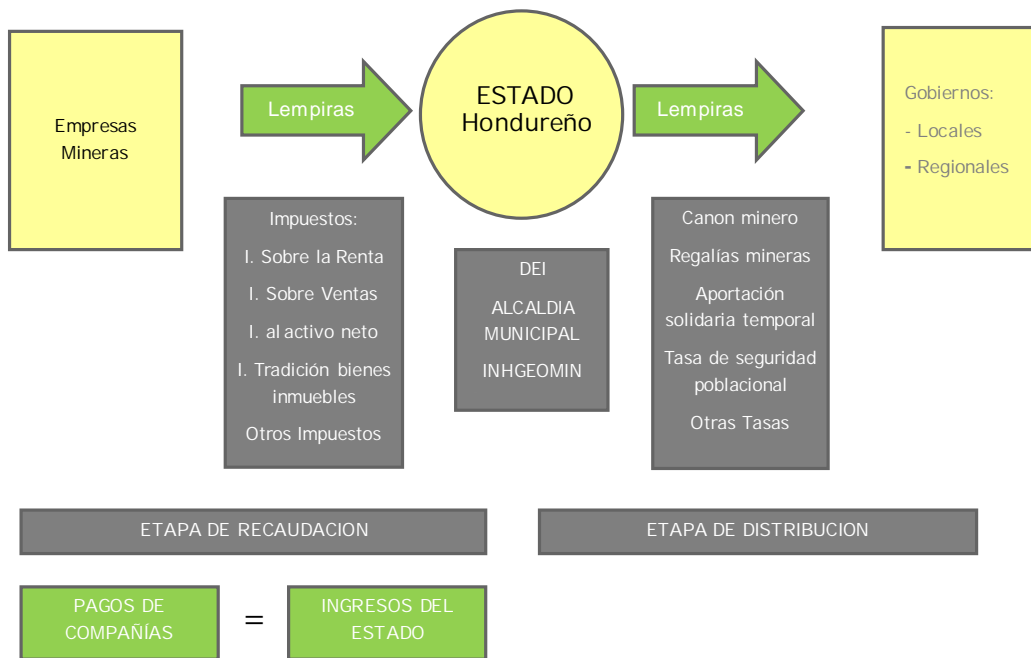 Empresas
Mineras
Lempiras
ESTADO
Hondureño
Lempiras
Gobiernos:
- Locales
- Regionales
Impuestos:
I. Sobre la Renta
I. Sobre Ventas
I. al activo neto
I. Tradición bienes
inmuebles
Otros Impuestos
DEI
ALCALDIA
MUNICIPAL
INHGEOMIN
Canon minero
Regalías mineras
Aportación
solidaria temporal
Tasa de seguridad
poblacional
Otras Tasas
ETAPA DE RECAUDACION
ETAPA DE DISTRIBUCION
PAGOS DE
COMPAÑÍAS
=
INGRESOS DEL
ESTADO